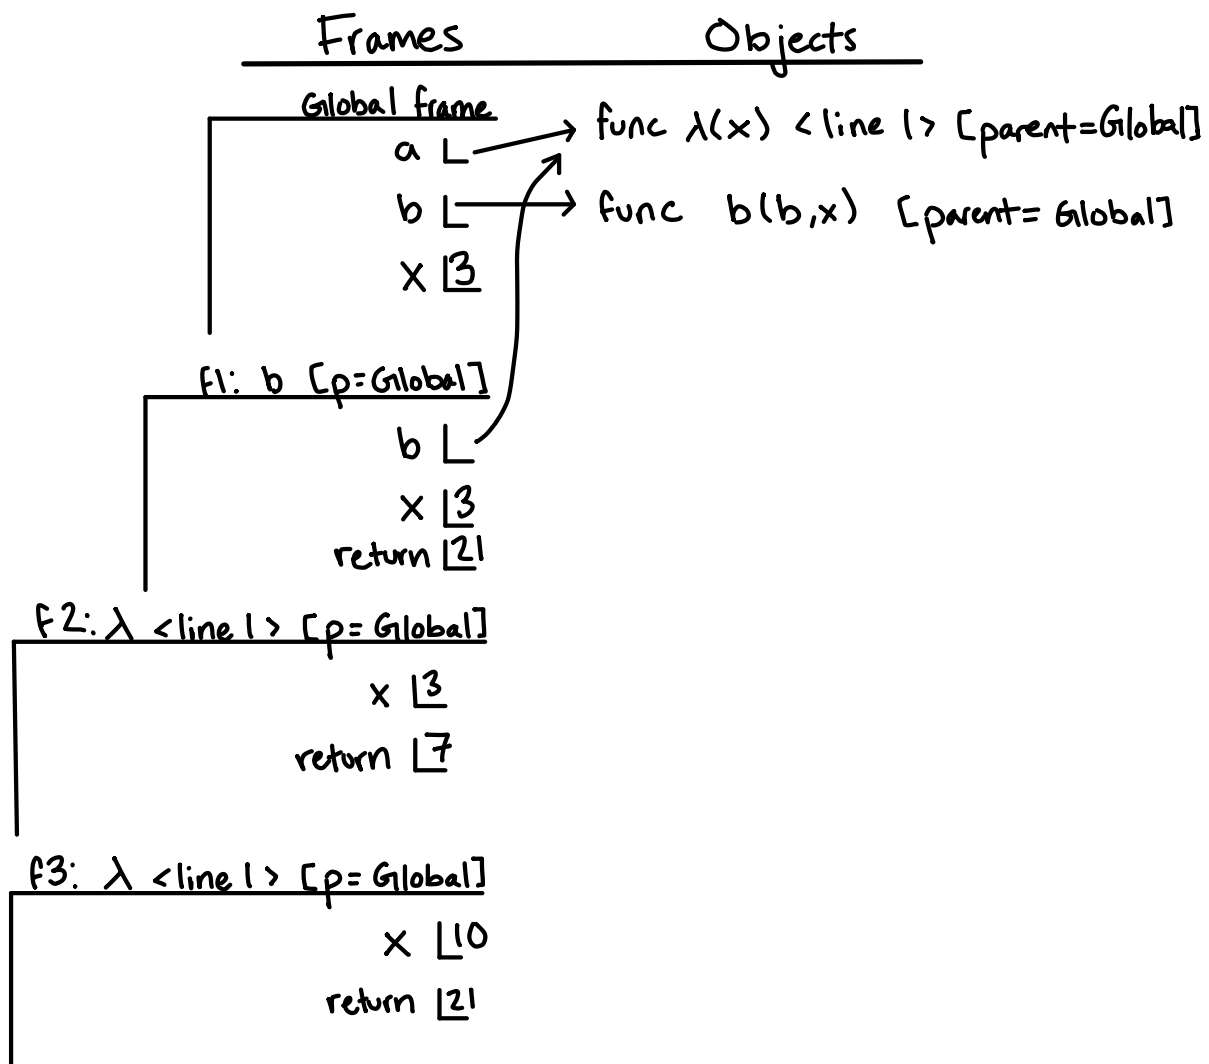 Frames Objects
Global frame
a func λ(x) <line 1> [parent=Global]
b func b(b,x) [parent=Global]
x 3
f1: b [p=Global]
b
x 3
return 21
f2: λ <line 1> [p=Global]
x 3
return 7
f3: λ <line 1> [p=Global]
x 10
return 21